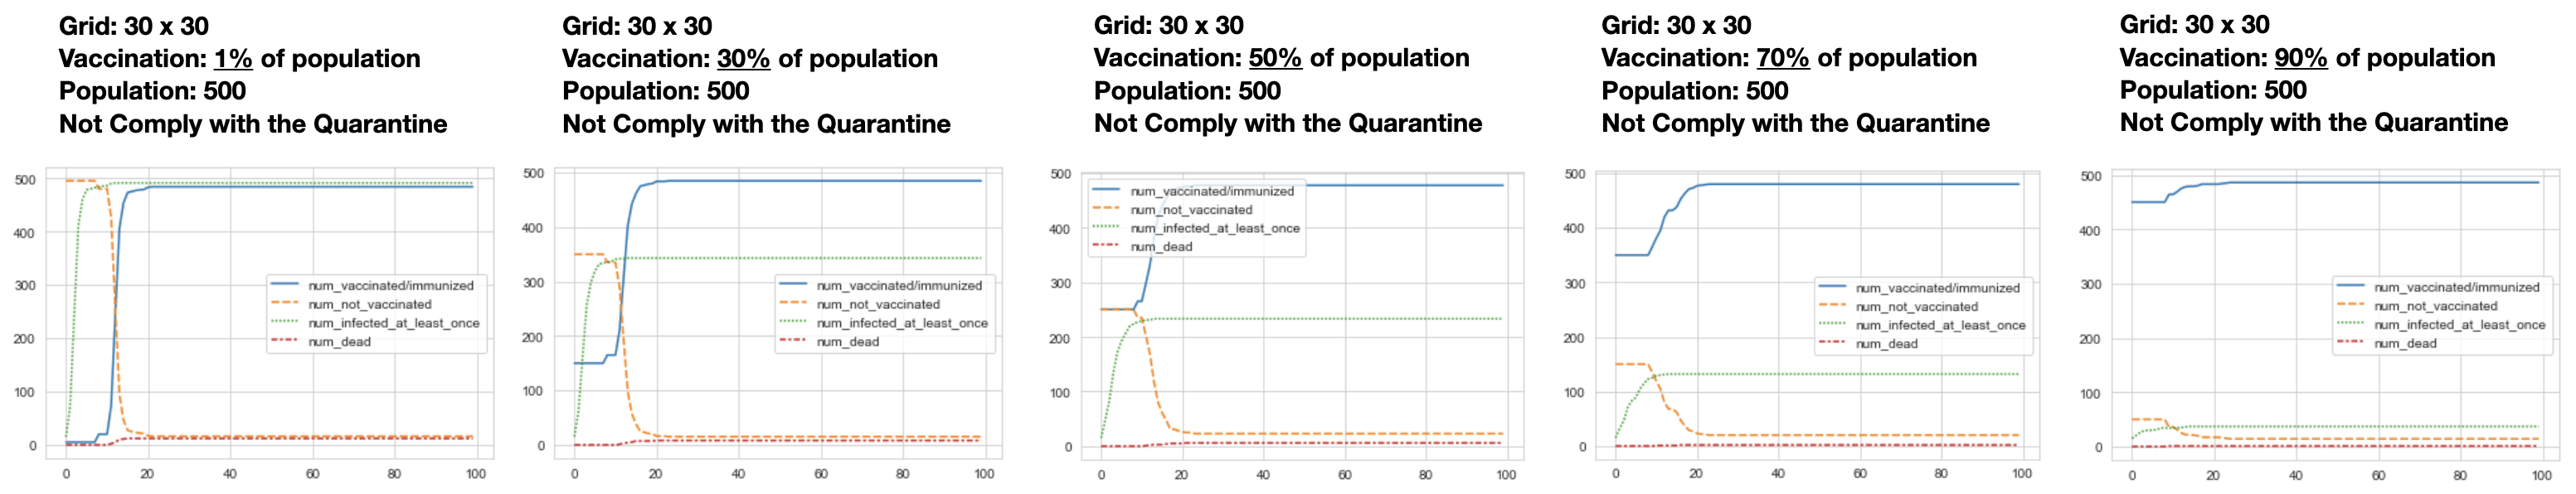 Grid: 30 x 30
Vaccination: 1% of population
Population: 500
Not Comply with the Quarantine
500
400
300
200
100
0
0
20
40
60
80
100
num_vaccinated/immunized
num_not_vaccinated
num_infected_at_least_once
num_dead
Grid: 30 x 30
Vaccination: 30% of population
Population: 500
Not Comply with the Quarantine
500
400
300
200
100
0
0
20
40
60
80
100
num_vaccinated/immunized
num_not_vaccinated
num_infected_at_least_once
num_dead
Grid: 30 x 30
Vaccination: 50% of population
Population: 500
Not Comply with the Quarantine
500
400
300
200
100
0
0
20
40
60
80
100
num_vaccinated/immunized
num_not_vaccinated
num_infected_at_least_once
num_dead
Grid: 30 x 30
Vaccination: 70% of population
Population: 500
Not Comply with the Quarantine
500
400
300
200
100
0
0
20
40
60
80
100
num_vaccinated/immunized
num_not_vaccinated
num_infected_at_least_once
num_dead
Grid: 30 x 30
Vaccination: 90% of population
Population: 500
Not Comply with the Quarantine
500
400
300
200
100
0
0
20
40
60
80
100
num_vaccinated/immunized
num_not_vaccinated
num_infected_at_least_once
num_dead